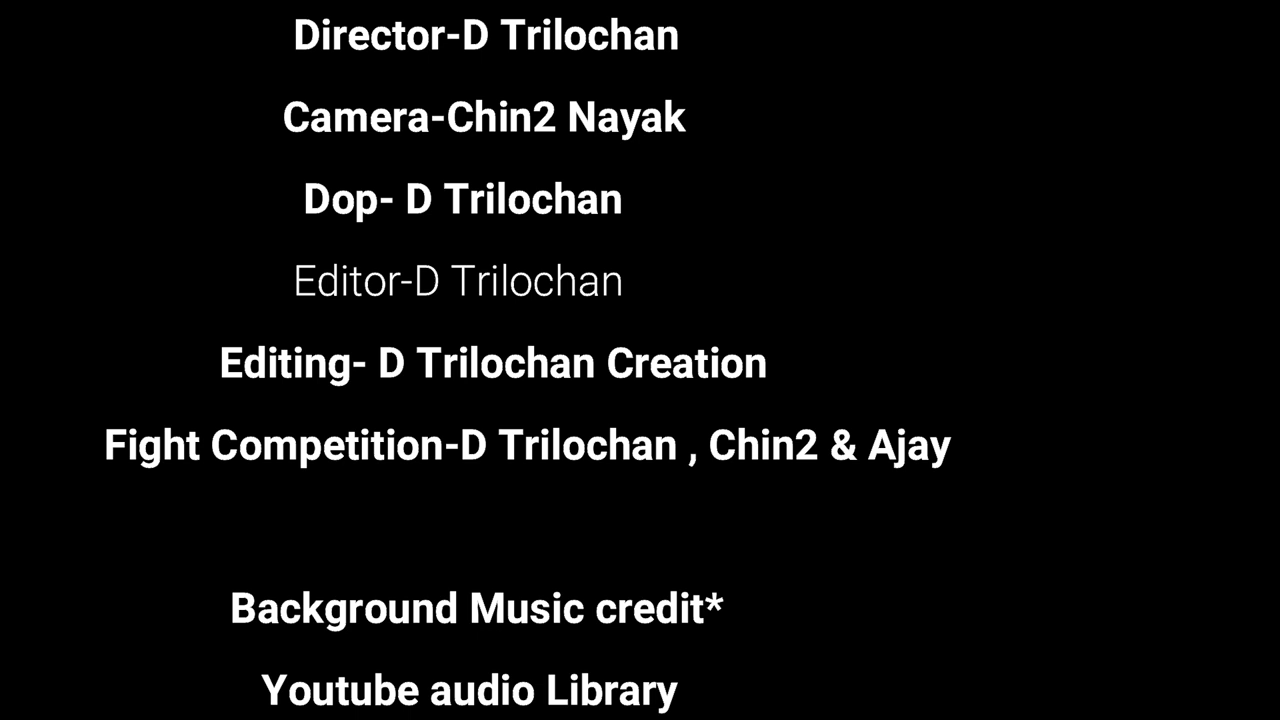 Director-D Trilochan
Camera-Chin2 Nayak
Dop- D Trilochan
Editor-D Trilochan
Editing- D Trilochan Creation
Fight Competition-D Trilochan , Chin2 & Ajay
Background Music credit*
Youtube audio Library